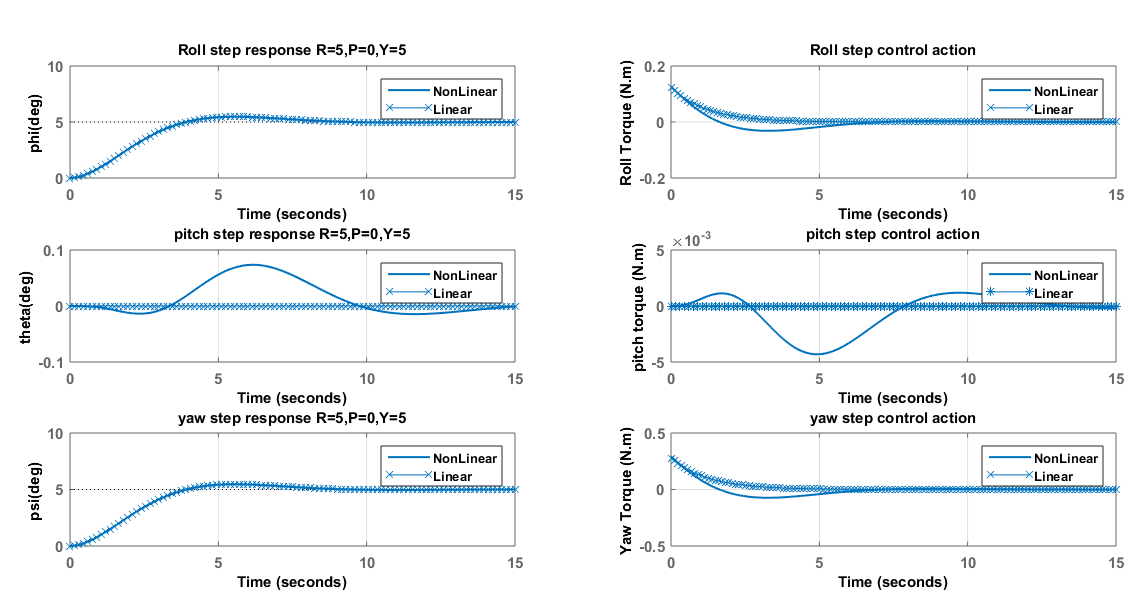 Roll step response R=5,P=0,Y=5
phi(deg)
10
5
0
0 5 10 15
Time (seconds)
NonLinear
Linear
Roll step control action
Roll Torque (N.m)
0.2
0
-0.2
0 5 10 15
Time (seconds)
NonLinear
Linear
pitch step response R=5,P=0,Y=5
theta(deg)
0.1
0
-0.1
0 5 10 15
Time (seconds)
NonLinear
Linear
pitch step control action
pitch torque (N.m)
×10⁻³
5
0
-5
0 5 10 15
Time (seconds)
NonLinear
Linear
yaw step response R=5,P=0,Y=5
psi(deg)
10
5
0
0 5 10 15
Time (seconds)
NonLinear
Linear
yaw step control action
Yaw Torque (N.m)
0.5
0
-0.5
0 5 10 15
Time (seconds)
NonLinear
Linear